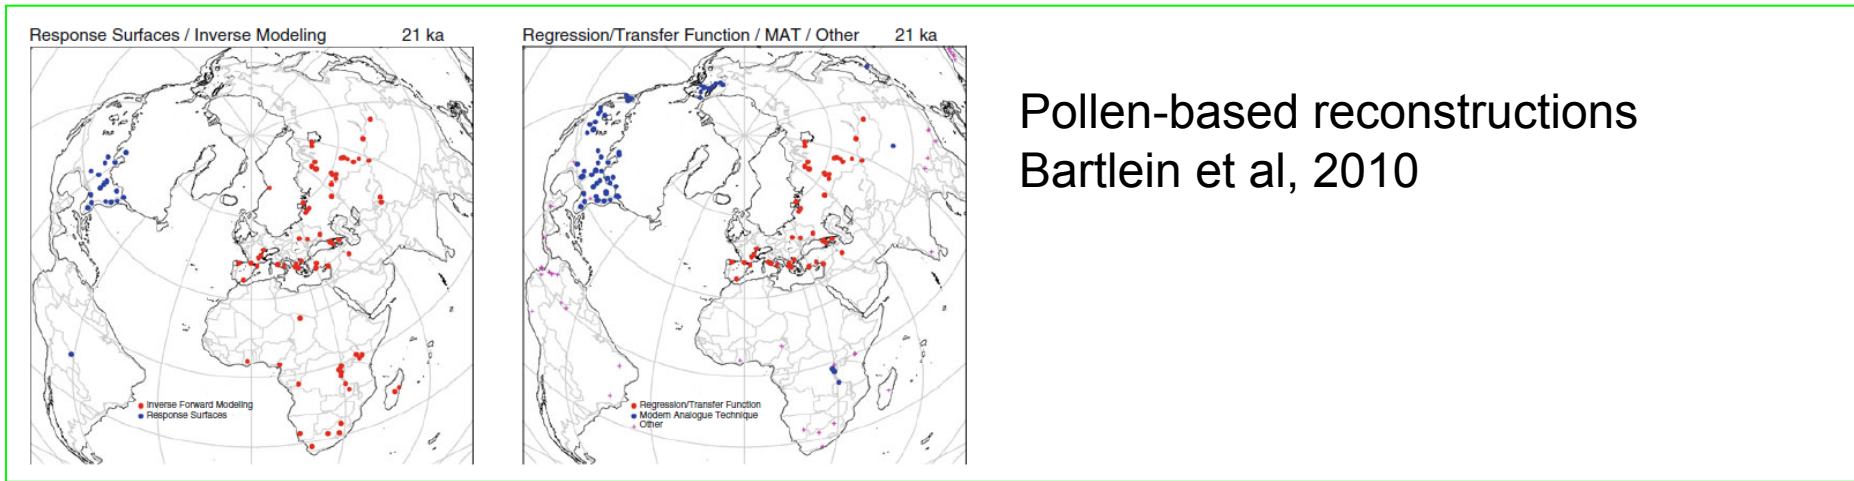 Response Surfaces / Inverse Modeling 21 ka
Inverse Forward Modeling
Response Surfaces
Regression/Transfer Function / MAT / Other 21 ka
Regression/Transfer Function
Modern Analogue Technique
Other
Pollen-based reconstructions
Bartlein et al, 2010